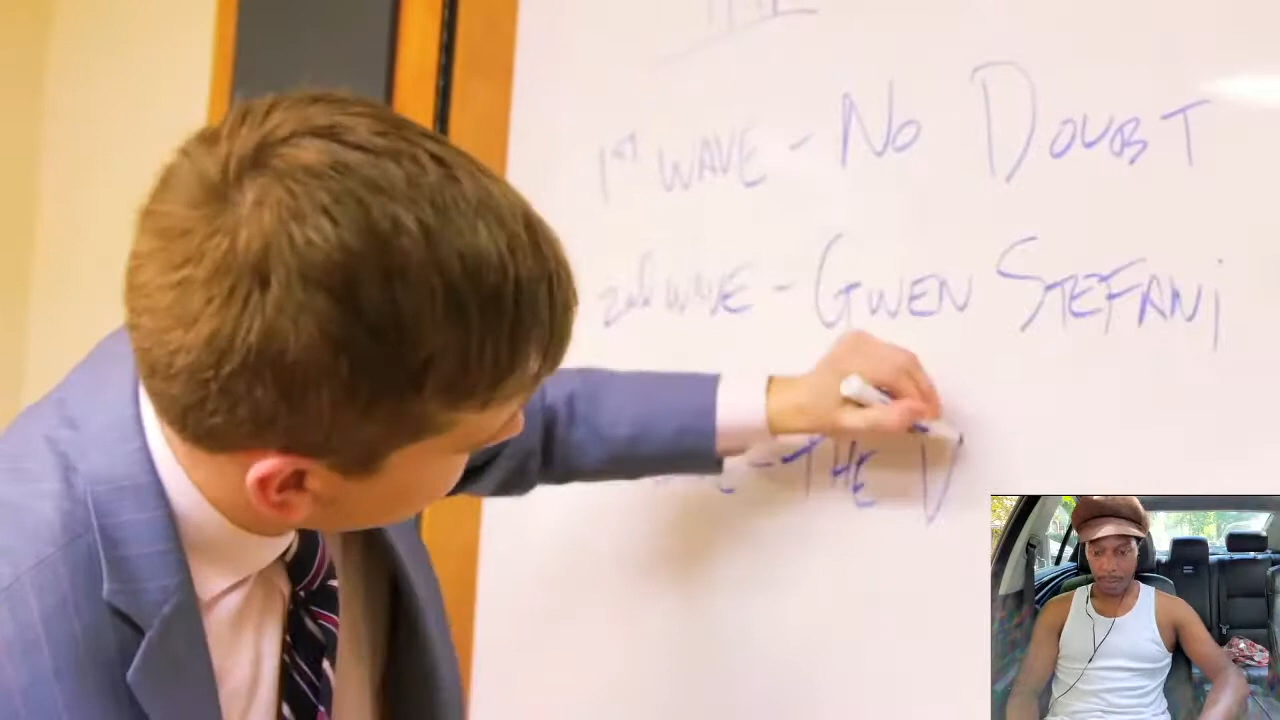 1st WAVE - No DOUBT
2nd WAVE - GWEN STEFANi
- THE V